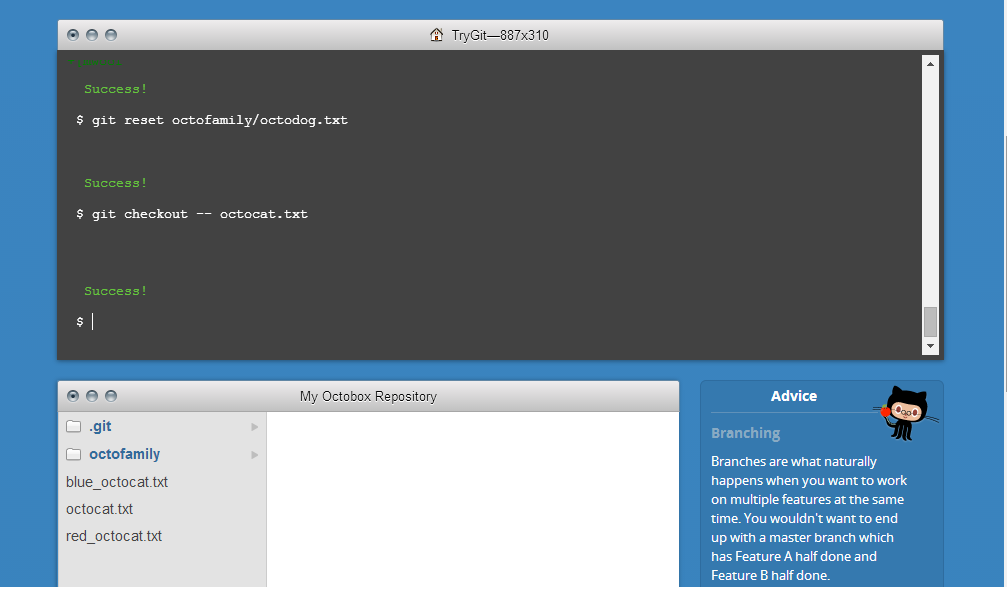 TryGit—887x310
Success!
$ git reset octofamily/octodog.txt
Success!
$ git checkout -- octocat.txt
Success!
$
My Octobox Repository
.git
octofamily
blue_octocat.txt
octocat.txt
red_octocat.txt
Advice
Branching
Branches are what naturally
happens when you want to work
on multiple features at the same
time. You wouldn't want to end
up with a master branch which
has Feature A half done and
Feature B half done.